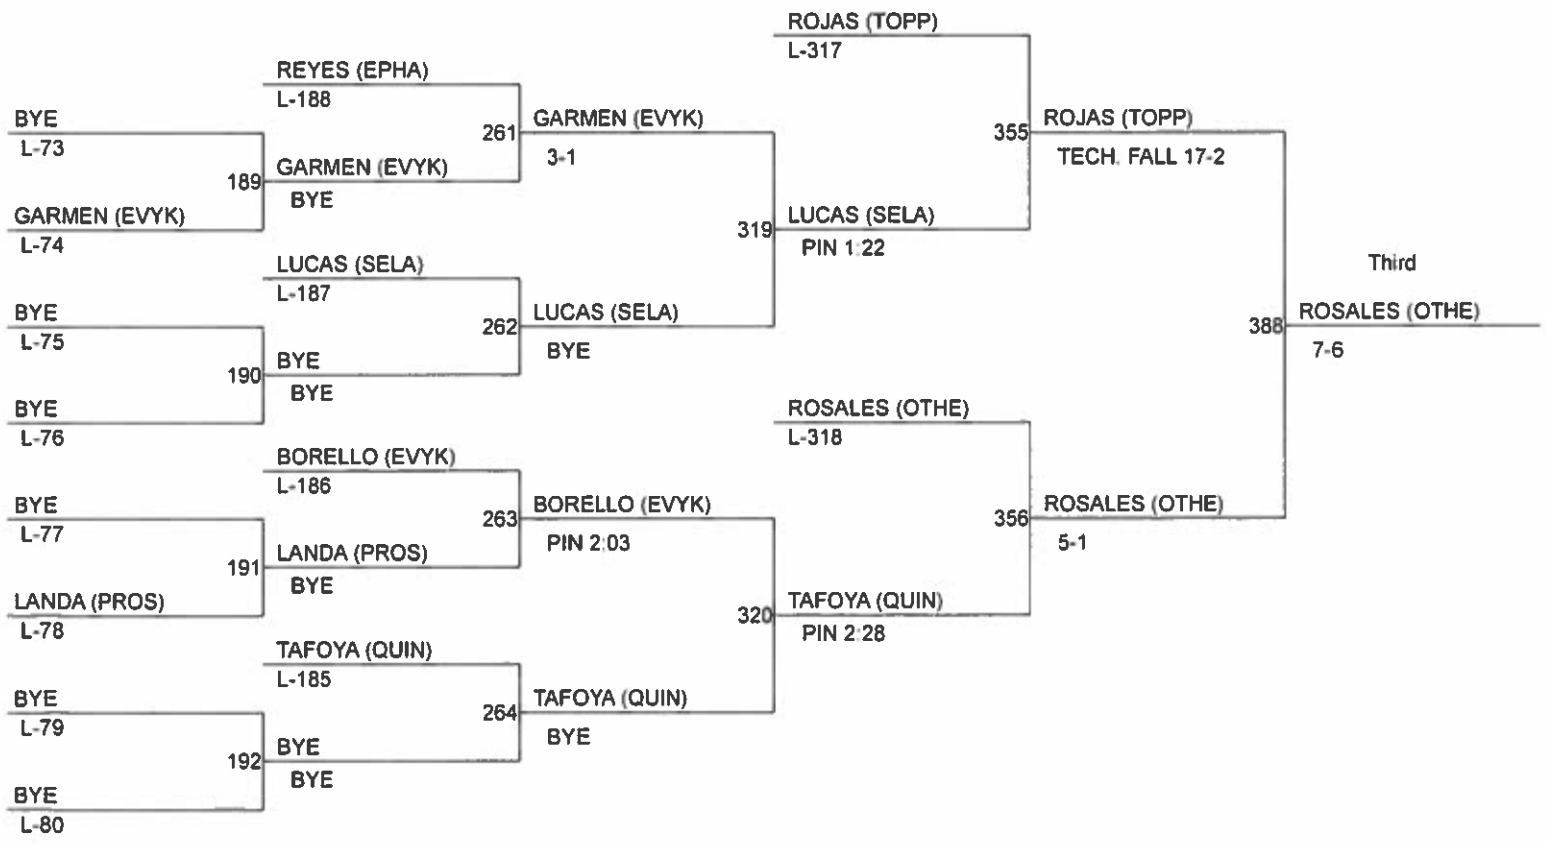 ROJAS (TOPP)
L-317
REYES (EPHA)
L-188
BYE
L-73
261
GARMEN (EVYK)
3-1
355
ROJAS (TOPP)
TECH. FALL 17-2
189
GARMEN (EVYK)
BYE
GARMEN (EVYK)
L-74
319
LUCAS (SELA)
PIN 1:22
LUCAS (SELA)
L-187
Third
BYE
L-75
262
LUCAS (SELA)
BYE
388
ROSALES (OTHE)
7-6
190
BYE
BYE
BYE
L-76
ROSALES (OTHE)
L-318
BORELLO (EVYK)
L-186
BYE
L-77
263
BORELLO (EVYK)
PIN 2:03
356
ROSALES (OTHE)
5-1
191
LANDA (PROS)
BYE
LANDA (PROS)
L-78
320
TAFOYA (QUIN)
PIN 2:28
TAFOYA (QUIN)
L-185
BYE
L-79
264
TAFOYA (QUIN)
BYE
192
BYE
BYE
BYE
L-80